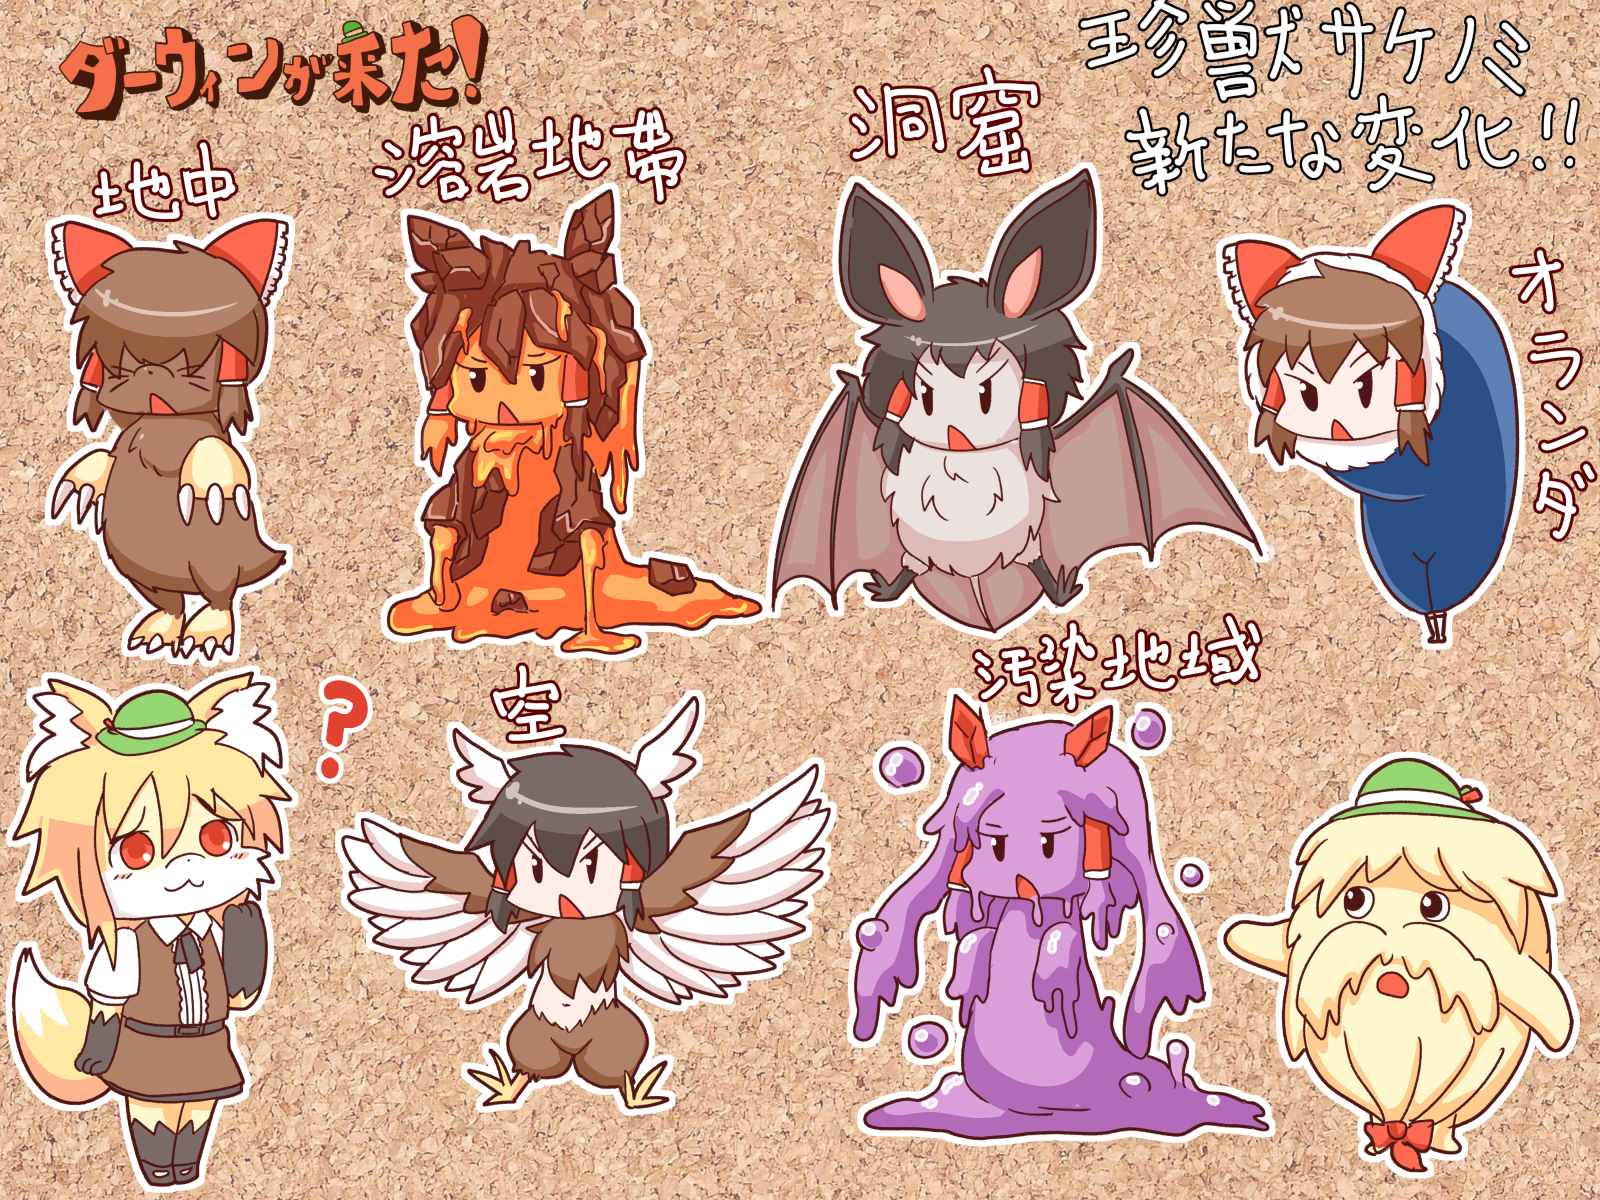 ダーウィンが来た!
珍獣サケノミ
新たな変化!!
地中
溶岩地帯
洞窟
オランダ
?
空
汚染地域